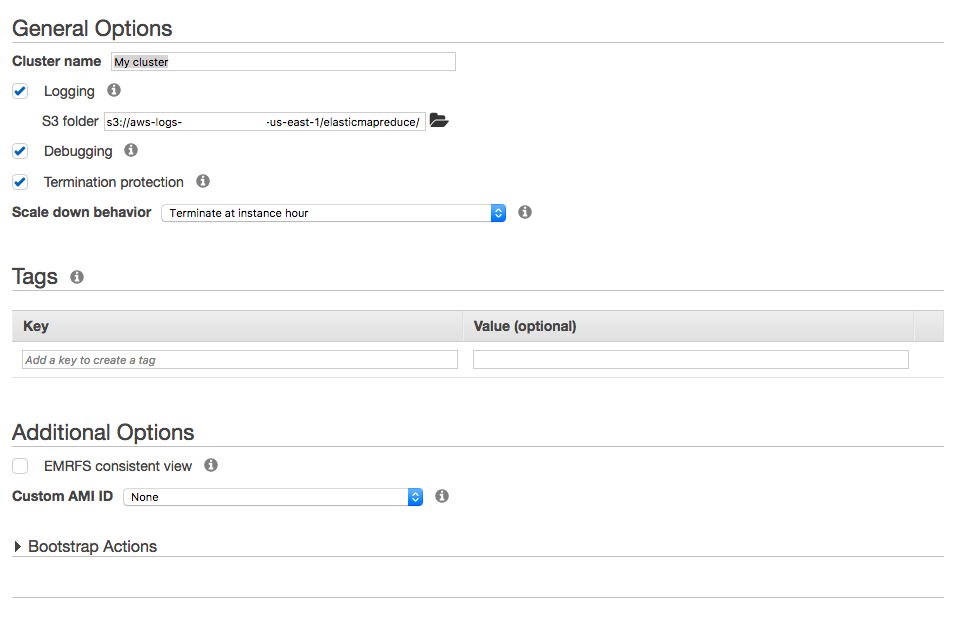 General Options
Cluster name My cluster
Logging
S3 folder s3://aws-logs- -us-east-1/elasticmapreduce/
Debugging
Termination protection
Scale down behavior Terminate at instance hour
Tags
Key Value (optional)
Add a key to create a tag
Additional Options
EMRFS consistent view
Custom AMI ID None
Bootstrap Actions